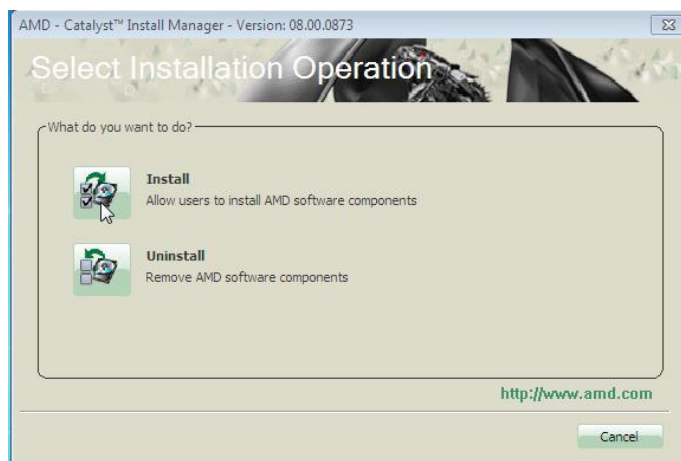 AMD - Catalyst™ Install Manager - Version: 08.00.0873
Select Installation Operation
What do you want to do?
Install
Allow users to install AMD software components
Uninstall
Remove AMD software components
http://www.amd.com
Cancel